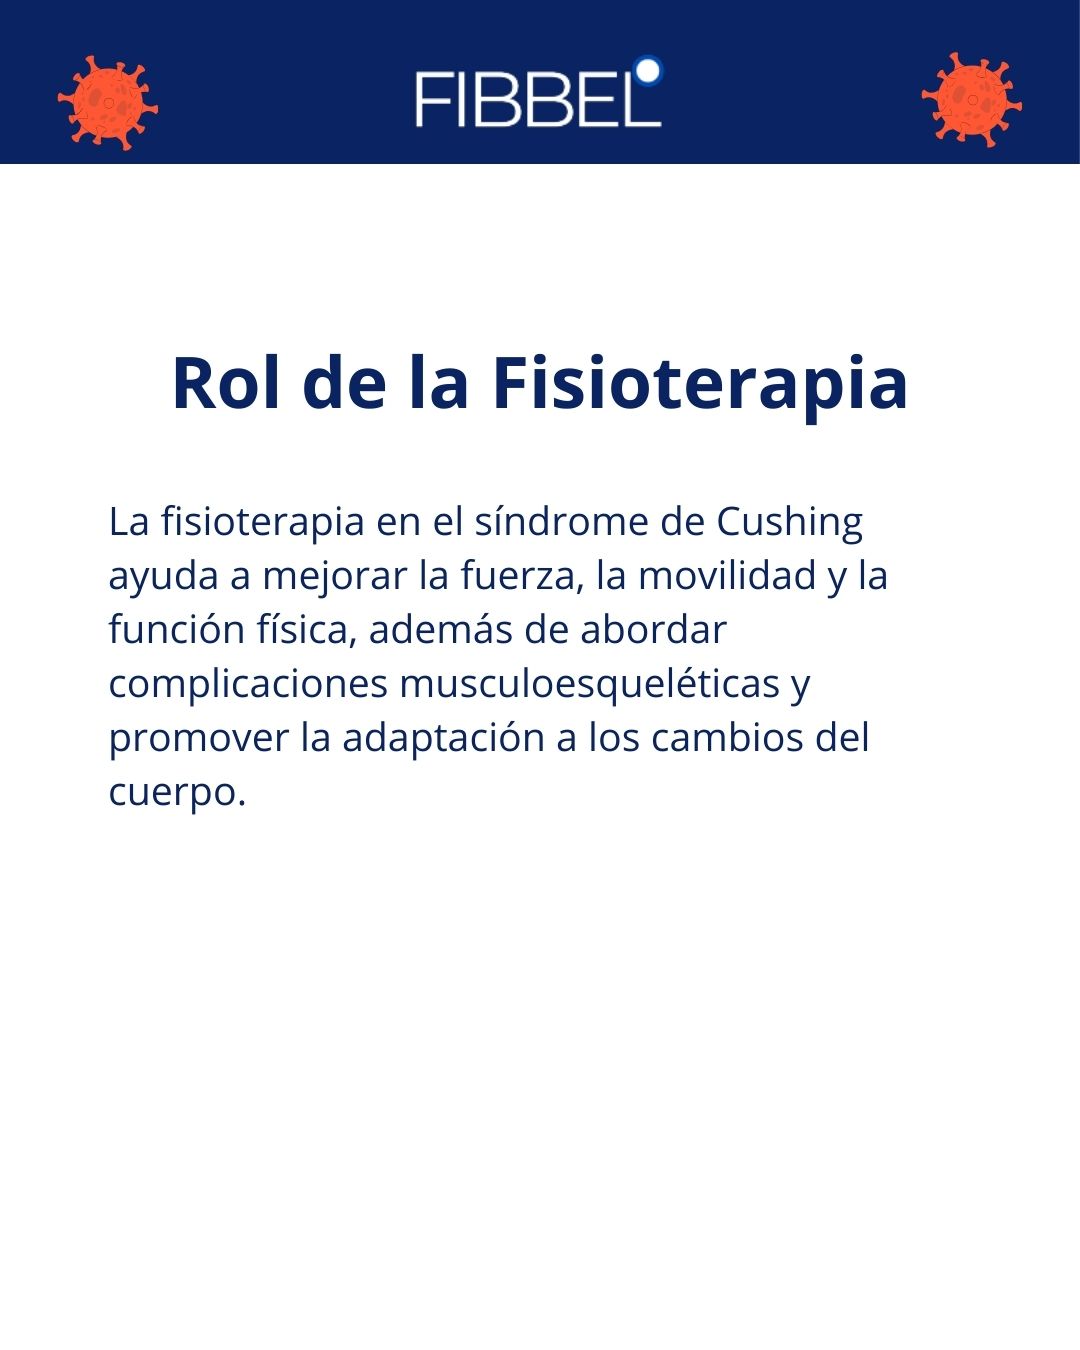 FIBBEL
Rol de la Fisioterapia
La fisioterapia en el síndrome de Cushing
ayuda a mejorar la fuerza, la movilidad y la
función física, además de abordar
complicaciones musculoesqueléticas y
promover la adaptación a los cambios del
cuerpo.